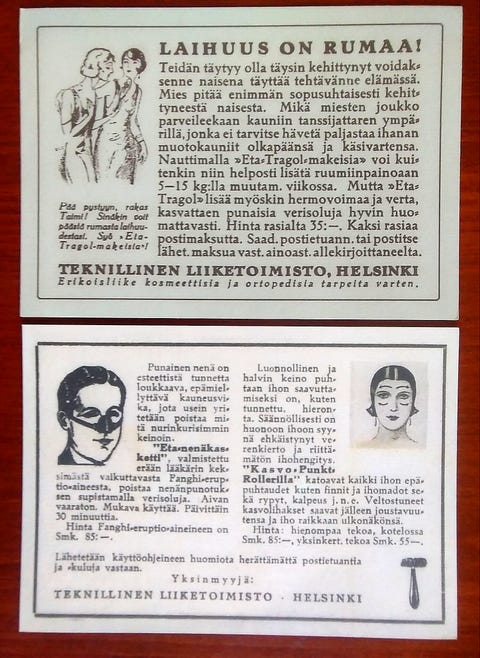 LAIHUUS ON RUMAA!
Teidän täytyy olla täysin kehittynyt voidak-
senne naisena täyttää tehtävänne elämässä.
Mies pitää enimmän sopusuhtaisesti kehit-
tyneestä naisesta. Mikä miesten joukko
parveileekaan kauniin tanssijattaren ympä-
rillä, jonka ei tarvitse hävetä paljastaa ihanan
muotokauniit olkapäänsä ja käsivartensa.
Nauttimalla »Eta-Tragol-makeisia» voi kui-
tenkin niin helposti lisätä ruumiinpainoaan
5—15 kg:lla muutam. viikossa. Mutta »Eta-
Tragol» lisää myöskin hermovoimaa ja verta,
kasvattaen punaisia verisoluja hyvin huo-
mattavasti. Hinta rasialta 35:—. Kaksi rasiaa
postimaksutta. Saad. postietuann. tai postitse
lähet. maksua vast. ainoast. allekirjoittaneelta.
Pää pystyyn, rakas
Taimi! Sinäkin voit
päästä rumasta laihuu-
destasi. Syö »Eta-
Tragol-makeisia»!
TEKNILLINEN LIIKETOIMISTO, HELSINKI
Erikoisliike kosmeettisia ja ortopedisia tarpeita varten.
Punainen nenä on
esteettistä tunnetta
loukkaava, epämiel-
lyttävä kauneusvi-
ka, jota usein yri-
tetään poistaa mi-
tä nurinkurisimmin
keinoin.
"Eta-nenäkas-
ketti", valmistettu
erään lääkärin kek-
simästä vaikuttavasta Fanghi-erup-
tio-aineesta, poistaa nenänpunotuk-
sen supistamalla verisoluja. Aivan
vaaraton. Mukava käyttää. Päivittäin
30 minuuttia.
Hinta Fanghi-eruptio-aineineen on
Smk. 85:—.
Luonnollinen ja
halvin keino puh-
taan ihon saavutta-
miseksi on, kuten
tunnettu, hieron-
ta. Säännöllisesti on
huonoon ihoon syy-
nä ehkäistynyt ve-
renkierto ja riittä-
mätön ihohengitys.
"Kasvo-Punkt-
Rollerilla" katoavat kaikki ihon epä-
puhtaudet kuten finnit ja ihomadot se-
kä rypyt, kalpeus j. n. e. Veltostuneet
kasvolihakset saavat jälleen joustavuu-
tensa ja iho raikkaan ulkonäkönsä.
Hinta: hienompaa tekoa, kotelossa
Smk. 85:—, yksinkert. tekoa Smk. 55—.
Lähetetään käyttöohjeineen huomiota herättämättä postietuantia
ja -kuluja vastaan.
Yksinmyyjä:
TEKNILLINEN LIIKETOIMISTO - HELSINKI